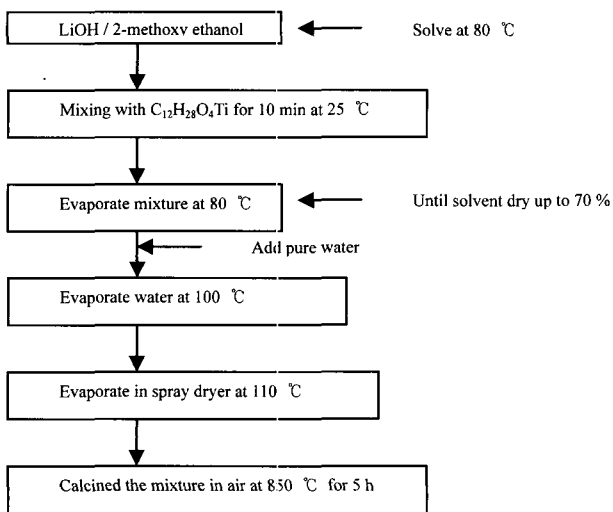 LiOH / 2-methoxy ethanol
Solve at 80 ℃
Mixing with C₁₂H₂₈O₄Ti for 10 min at 25 ℃
Evaporate mixture at 80 ℃
Until solvent dry up to 70 %
Add pure water
Evaporate water at 100 ℃
Evaporate in spray dryer at 110 ℃
Calcined the mixture in air at 850 ℃ for 5 h